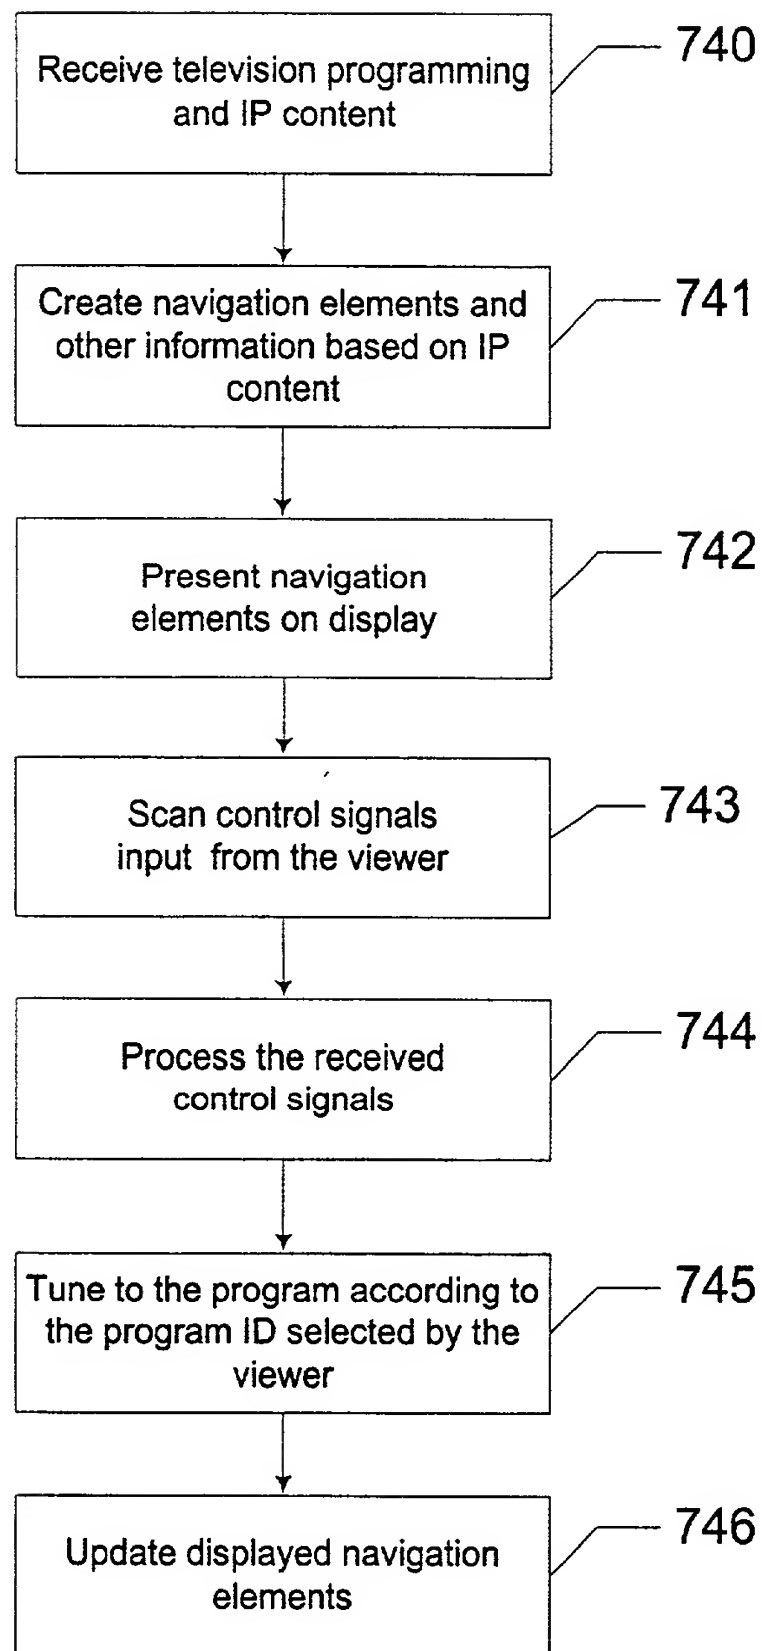 Receive television programming
and IP content
740
Create navigation elements and
other information based on IP
content
741
Present navigation
elements on display
742
Scan control signals
input from the viewer
743
Process the received
control signals
744
Tune to the program according to
the program ID selected by the
viewer
745
Update displayed navigation
elements
746